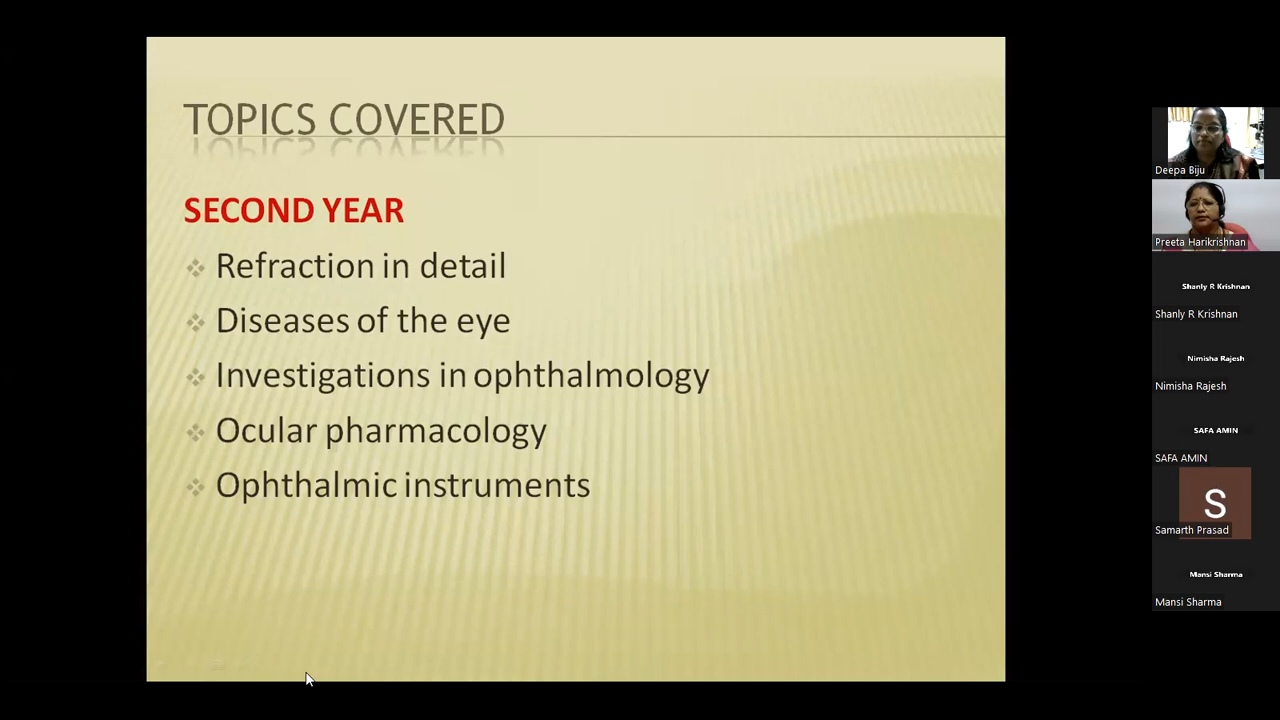 TOPICS COVERED
SECOND YEAR
Refraction in detail
Diseases of the eye
Investigations in ophthalmology
Ocular pharmacology
Ophthalmic instruments
Deepa Biju
Preeta Harikrishnan
Shanly R Krishnan
Shanly R Krishnan
Nimisha Rajesh
Nimisha Rajesh
SAFA AMIN
SAFA AMIN
S
Samarth Prasad
Mansi Sharma
Mansi Sharma